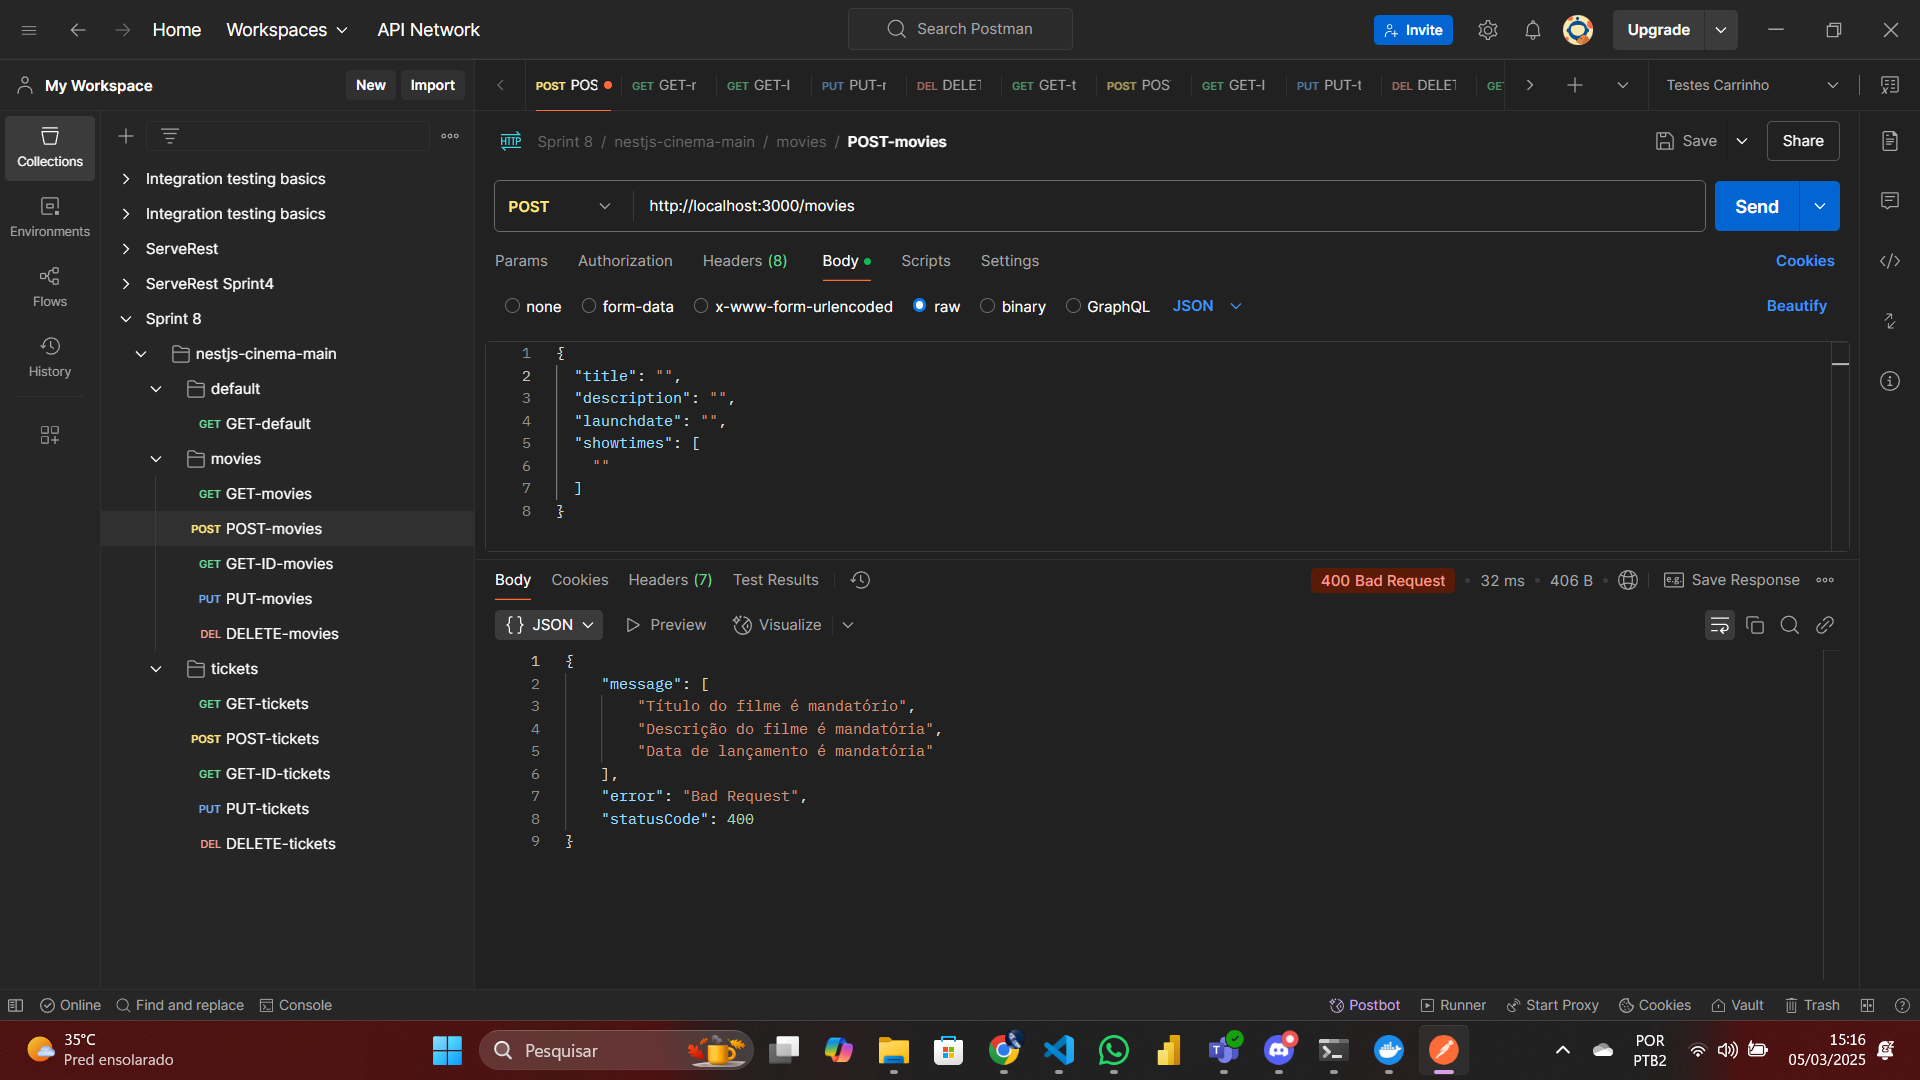 Home
Workspaces
API Network
Search Postman
Invite
Upgrade
My Workspace
New
Import
POST POS
GET GET-r
GET GET-I
PUT PUT-r
DEL DELET
GET GET-t
POST POS
GET GET-I
PUT PUT-t
DEL DELET
GE
Testes Carrinho
Collections
Environments
Flows
History
Integration testing basics
Integration testing basics
ServeRest
ServeRest Sprint4
Sprint 8
nestjs-cinema-main
default
GET GET-default
movies
GET GET-movies
POST POST-movies
GET GET-ID-movies
PUT PUT-movies
DEL DELETE-movies
tickets
GET GET-tickets
POST POST-tickets
GET GET-ID-tickets
PUT PUT-tickets
DEL DELETE-tickets
HTTP Sprint 8 / nestjs-cinema-main / movies / POST-movies
Save
Share
POST http://localhost:3000/movies
Send
Params Authorization Headers (8) Body Scripts Settings
Cookies
none form-data x-www-form-urlencoded raw binary GraphQL JSON
Beautify
1 {
2 "title": "",
3 "description": "",
4 "launchdate": "",
5 "showtimes": [
6 ""
7 ]
8 }
Body Cookies Headers (7) Test Results
400 Bad Request • 32 ms • 406 B
e.g. Save Response
{} JSON Preview Visualize
1 {
2 "message": [
3 "Título do filme é mandatório",
4 "Descrição do filme é mandatória",
5 "Data de lançamento é mandatória"
6 ],
7 "error": "Bad Request",
8 "statusCode": 400
9 }
Online Find and replace Console
Postbot Runner Start Proxy Cookies Vault Trash
35°C
Pred ensolarado
Pesquisar
POR
PTB2
15:16
05/03/2025